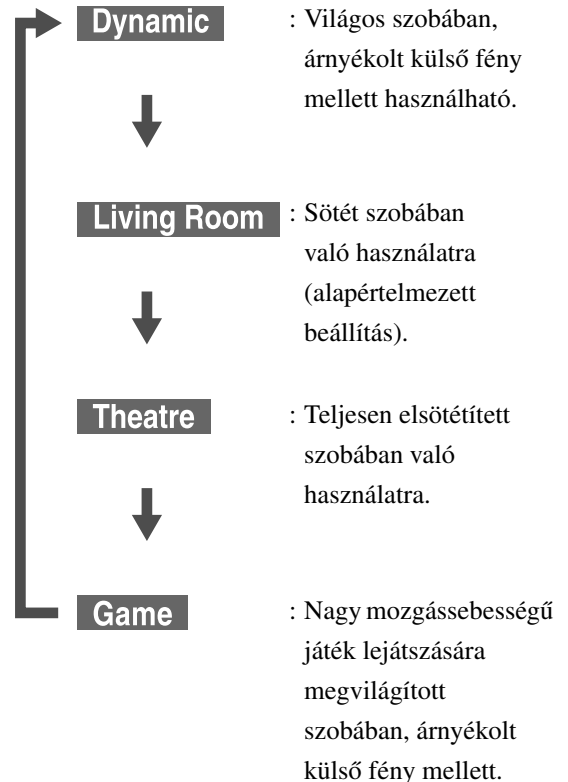 Dynamic : Világos szobában,
árnyékolt külső fény
mellett használható.
Living Room : Sötét szobában
való használatra
(alapértelmezett
beállítás).
Theatre : Teljesen elsötétített
szobában való
használatra.
Game : Nagy mozgássebességű
játék lejátszására
megvilágított
szobában, árnyékolt
külső fény mellett.